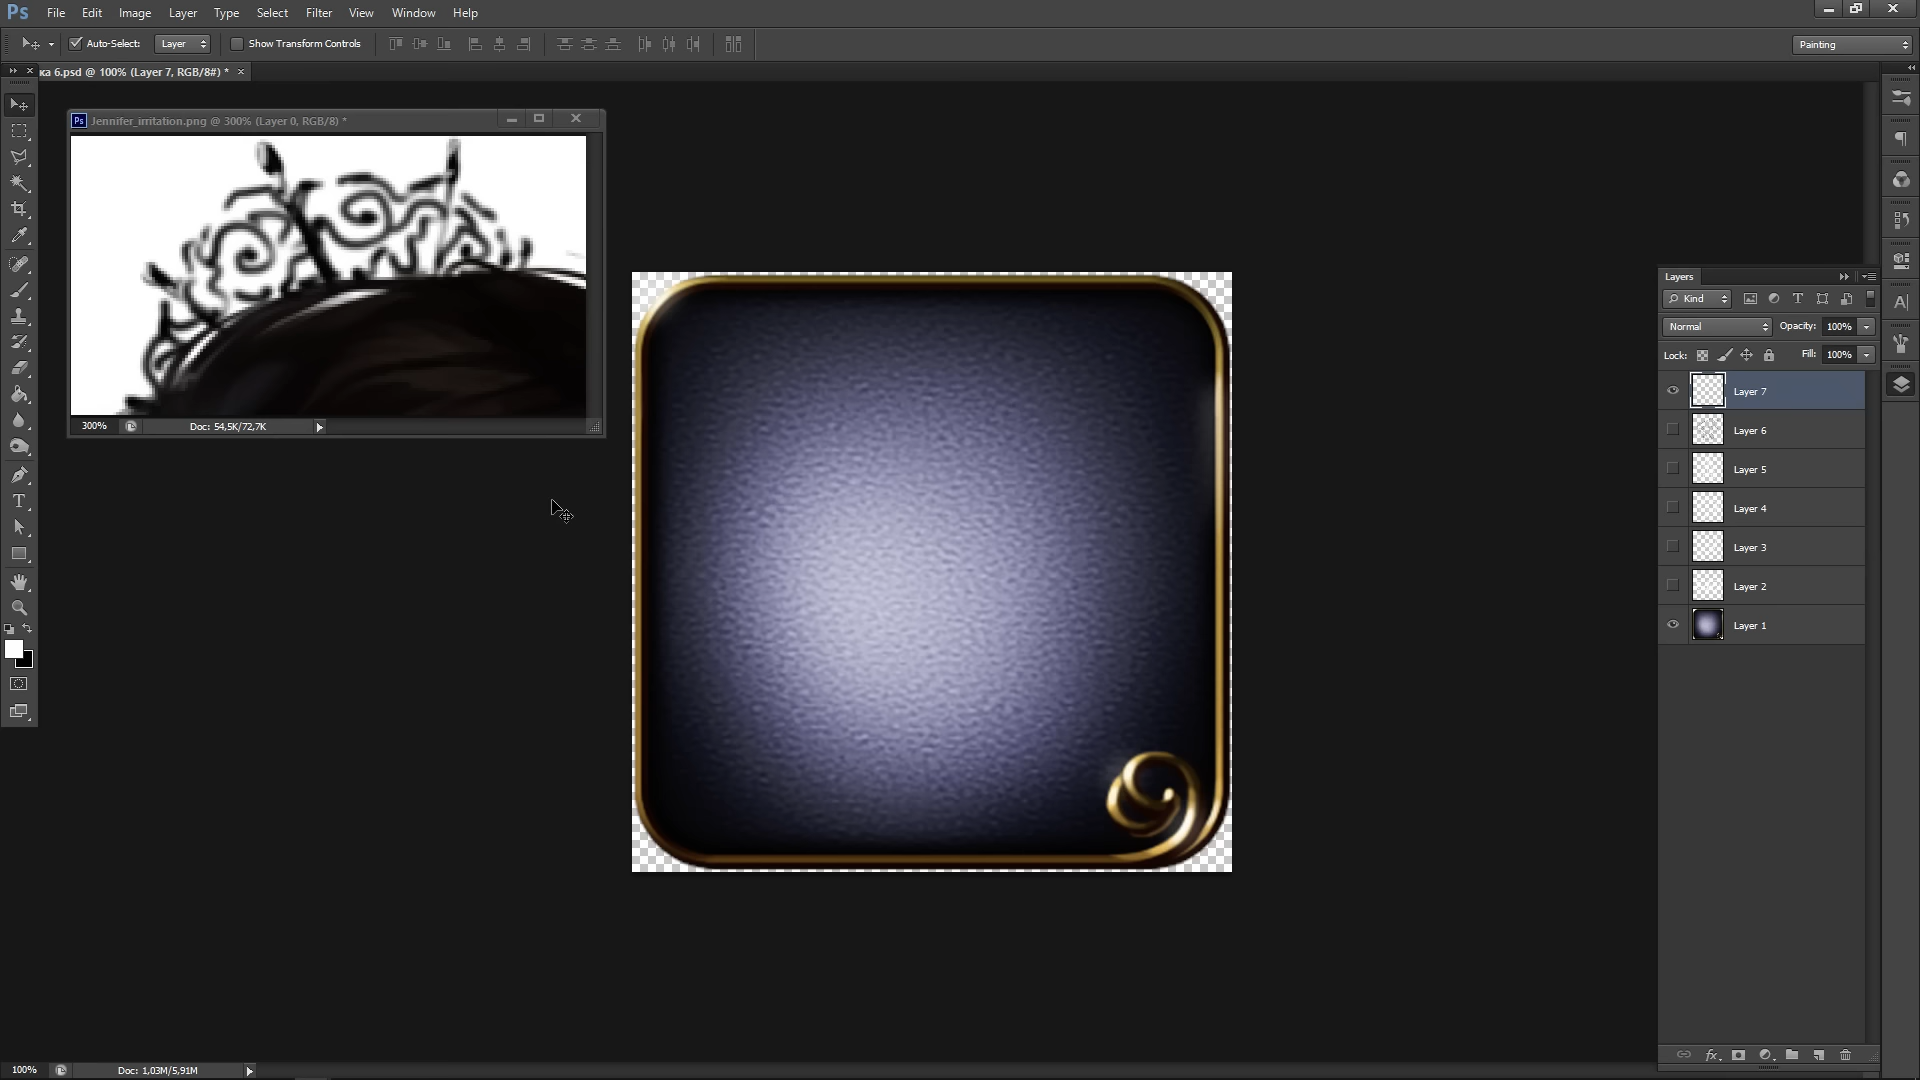 Ps File Edit Image Layer Type Select Filter View Window Help
Auto-Select: Layer Show Transform Controls Painting
ка 6.psd @ 100% (Layer 7, RGB/8#) *
Ps Jennifer_irritation.png @ 300% (Layer 0, RGB/8) *
300% Doc: 54,5K/72,7K
Layers
Kind
Normal Opacity: 100%
Lock: Fill: 100%
Layer 7
Layer 6
Layer 5
Layer 4
Layer 3
Layer 2
Layer 1
fx
100% Doc: 1,03M/5,91M